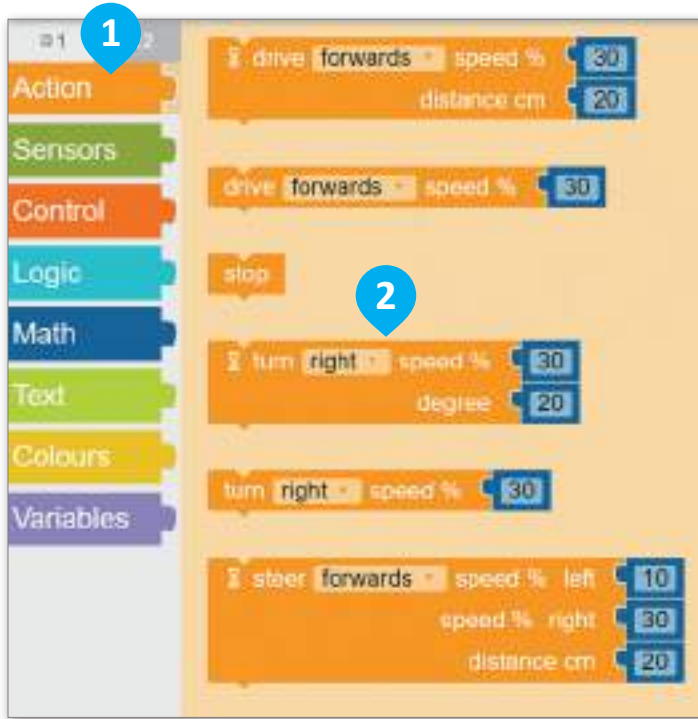 1
2
Action
Sensors
Control
Logic
Math
Text
Colours
Variables
drive forwards speed % 30
distance cm 20
drive forwards speed % 30
stop
2
turn right speed % 30
degree 20
turn right speed % 30
steer forwards speed % left 10
speed % right 30
distance cm 20